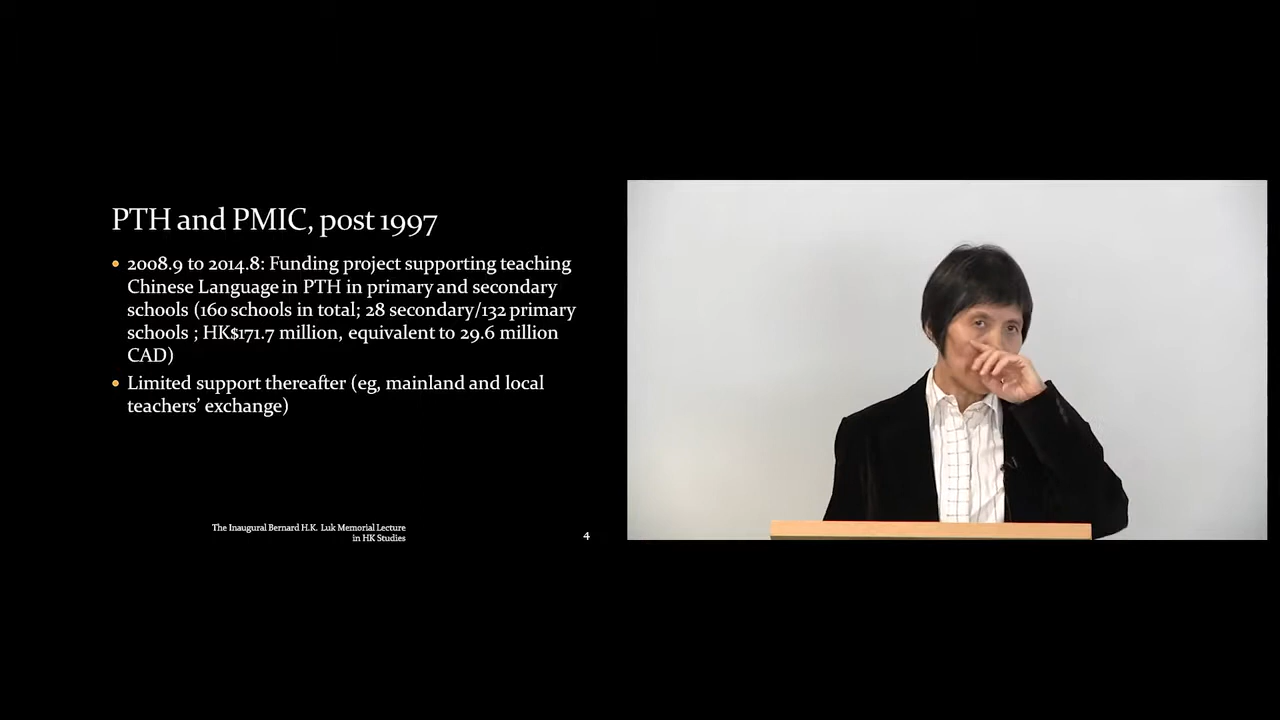 PTH and PMIC, post 1997
• 2008.9 to 2014.8: Funding project supporting teaching
Chinese Language in PTH in primary and secondary
schools (160 schools in total; 28 secondary/132 primary
schools ; HK$171.7 million, equivalent to 29.6 million
CAD)
• Limited support thereafter (eg, mainland and local
teachers’ exchange)
The Inaugural Bernard H.K. Luk Memorial Lecture
in HK Studies
4